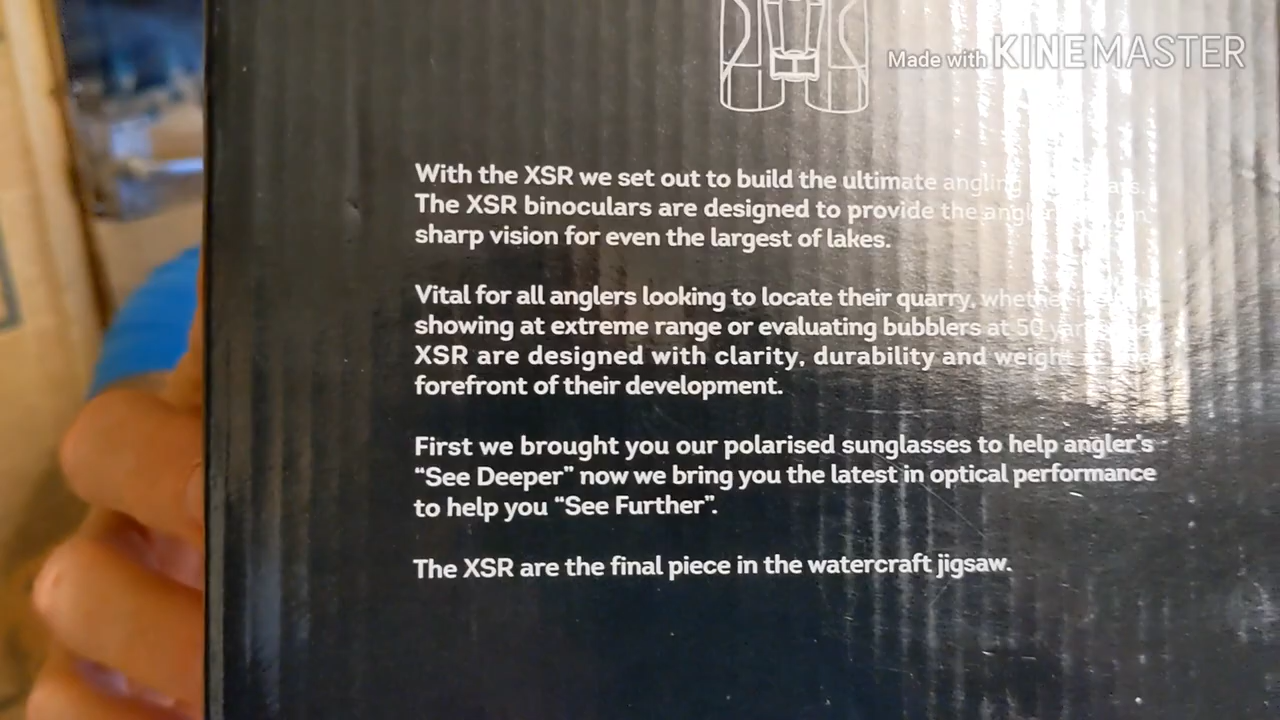 Made with KINEMASTER
With the XSR we set out to build the ultimate angling
The XSR binoculars are designed to provide the pin
sharp vision for even the largest of lakes.
Vital for all anglers looking to locate their quarry,
showing at extreme range or evaluating bubblers at 50
XSR are designed with clarity, durability and weight
forefront of their development.
First we brought you our polarised sunglasses to help angler's
“See Deeper” now we bring you the latest in optical performance
to help you “See Further”.
The XSR are the final piece in the watercraft jigsaw.